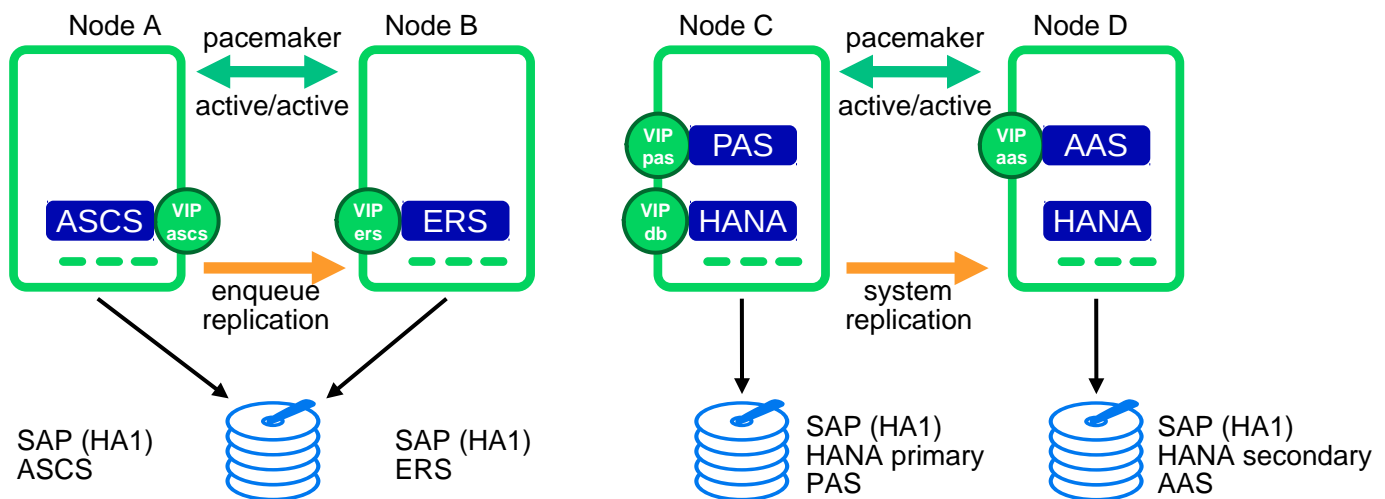 Node A
Node B
Node C
Node D
pacemaker
active/active
pacemaker
active/active
VIP
pas
PAS
VIP
aas
AAS
ASCS
VIP
ascs
VIP
ers
ERS
VIP
db
HANA
HANA
enqueue
replication
system
replication
SAP (HA1)
ASCS
SAP (HA1)
ERS
SAP (HA1)
HANA primary
PAS
SAP (HA1)
HANA secondary
AAS